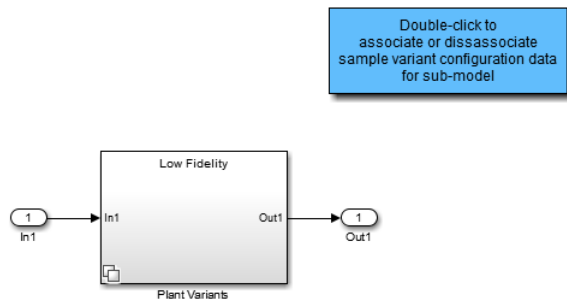 Double-click to
associate or dissassociate
sample variant configuration data
for sub-model
Low Fidelity
1
In1
In1
Out1
1
Out1
Plant Variants